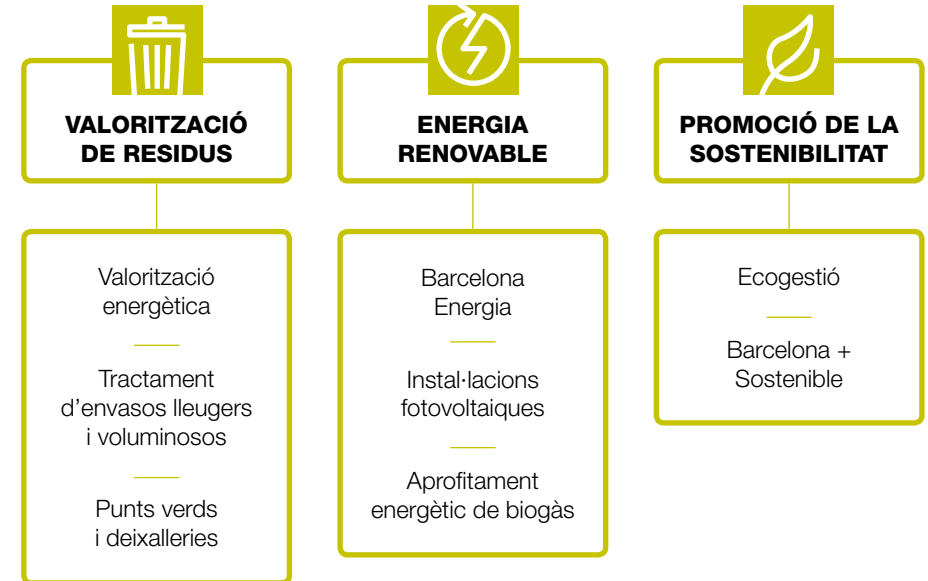 VALORITZACIÓ
DE RESIDUS
Valorització
energètica
Tractament
d’envasos lleugers
i voluminosos
Punts verds
i deixalleries
ENERGIA
RENOVABLE
Barcelona
Energia
Instal·lacions
fotovoltaiques
Aprofitament
energètic de biogàs
PROMOCIÓ DE LA
SOSTENIBILITAT
Ecogestió
Barcelona +
Sostenible